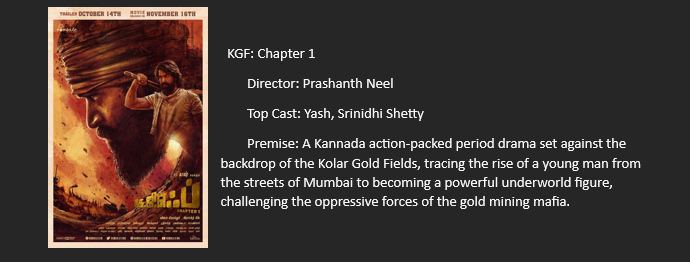 TRAILER OCTOBER 14TH
MOVIE NOVEMBER 16TH
KGF: Chapter 1
Director: Prashanth Neel
Top Cast: Yash, Srinidhi Shetty
Premise: A Kannada action-packed period drama set against the
backdrop of the Kolar Gold Fields, tracing the rise of a young man from
the streets of Mumbai to becoming a powerful underworld figure,
challenging the oppressive forces of the gold mining mafia.
CHAPTER 1